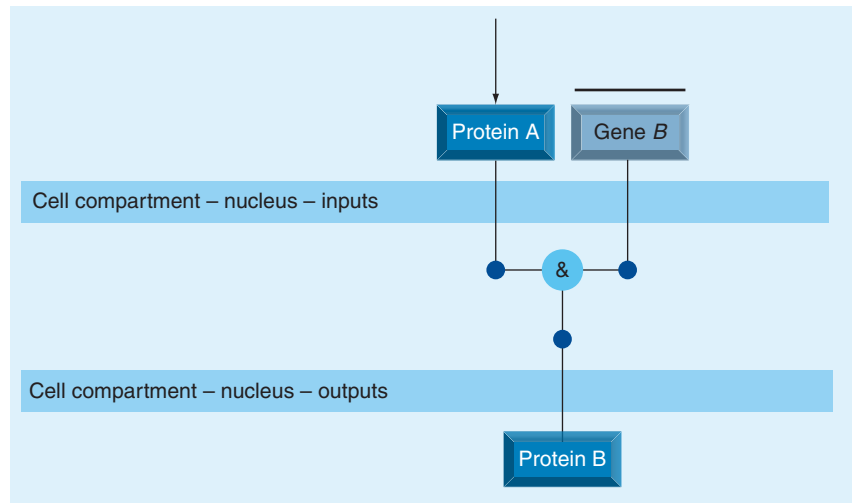 Protein A
Gene B
Cell compartment – nucleus – inputs
&
Cell compartment – nucleus – outputs
Protein B